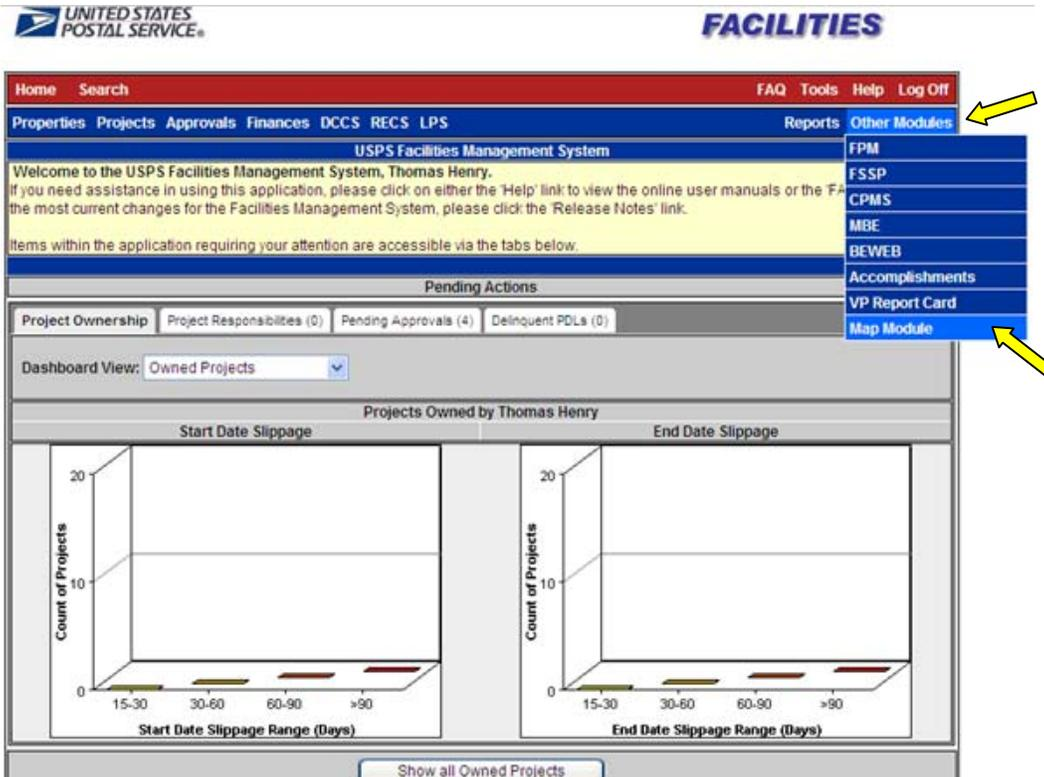 UNITED STATES
POSTAL SERVICE®
FACILITIES
Home Search FAQ Tools Help Log Off
Properties Projects Approvals Finances DCCS RECS LPS Reports Other Modules
FPM
FSSP
CPMS
MBE
BEWEB
Accomplishments
VP Report Card
Map Module
USPS Facilities Management System
Welcome to the USPS Facilities Management System, Thomas Henry.
If you need assistance in using this application, please click on either the 'Help' link to view the online user manuals or the 'FA
the most current changes for the Facilities Management System, please click the 'Release Notes' link.
Items within the application requiring your attention are accessible via the tabs below.
Pending Actions
Project Ownership Project Responsibilities (0) Pending Approvals (4) Delinquent PDLs (0)
Dashboard View: Owned Projects
Projects Owned by Thomas Henry
Start Date Slippage End Date Slippage
Count of Projects
20
10
0
15-30 30-60 60-90 >90
Start Date Slippage Range (Days)
Count of Projects
20
10
0
15-30 30-60 60-90 >90
End Date Slippage Range (Days)
Show all Owned Projects